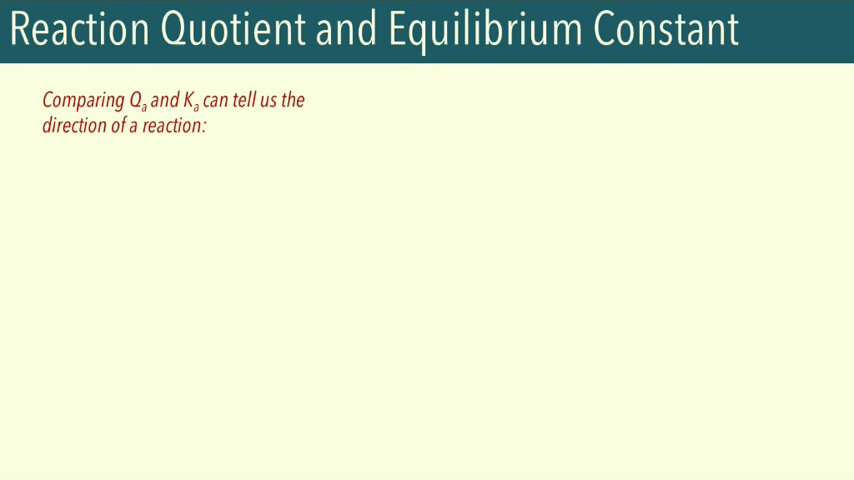 Reaction Quotient and Equilibrium Constant
Comparing Qa and Ka can tell us the
direction of a reaction: